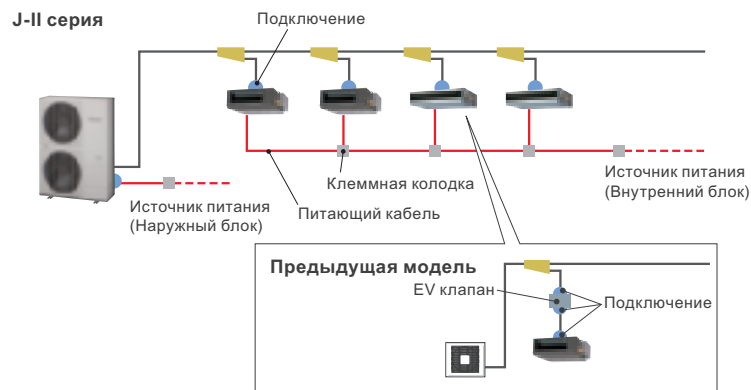 J-II серия
Подключение
Клеммная колодка
Источник питания
(Внутренний блок)
Источник питания
(Наружный блок)
Питающий кабель
Предыдущая модель
EV клапан
Подключение